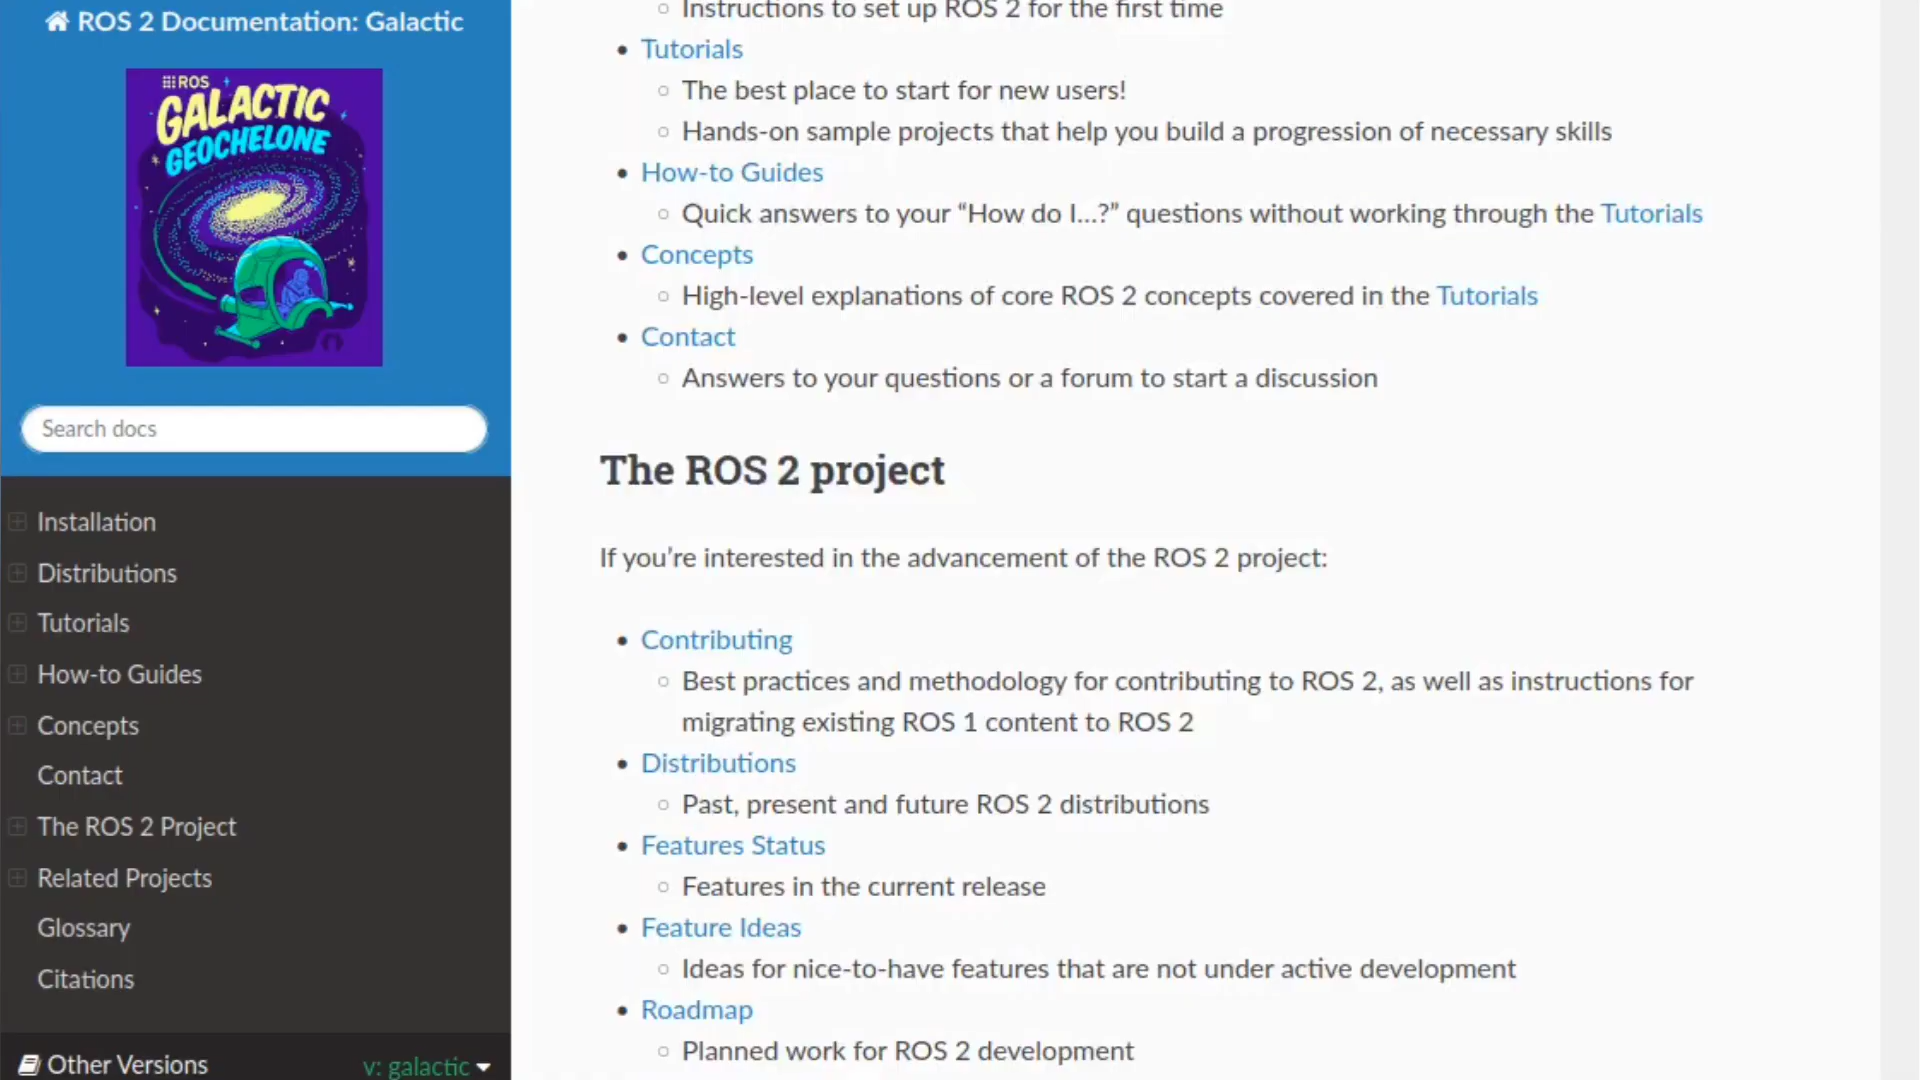 ROS 2 Documentation: Galactic
ROS
GALACTIC
GEOCHELONE
Search docs
Installation
Distributions
Tutorials
How-to Guides
Concepts
Contact
The ROS 2 Project
Related Projects
Glossary
Citations
Other Versions
v: galactic
Instructions to set up ROS 2 for the first time
Tutorials
The best place to start for new users!
Hands-on sample projects that help you build a progression of necessary skills
How-to Guides
Quick answers to your “How do I…?” questions without working through the Tutorials
Concepts
High-level explanations of core ROS 2 concepts covered in the Tutorials
Contact
Answers to your questions or a forum to start a discussion
The ROS 2 project
If you’re interested in the advancement of the ROS 2 project:
Contributing
Best practices and methodology for contributing to ROS 2, as well as instructions for
migrating existing ROS 1 content to ROS 2
Distributions
Past, present and future ROS 2 distributions
Features Status
Features in the current release
Feature Ideas
Ideas for nice-to-have features that are not under active development
Roadmap
Planned work for ROS 2 development